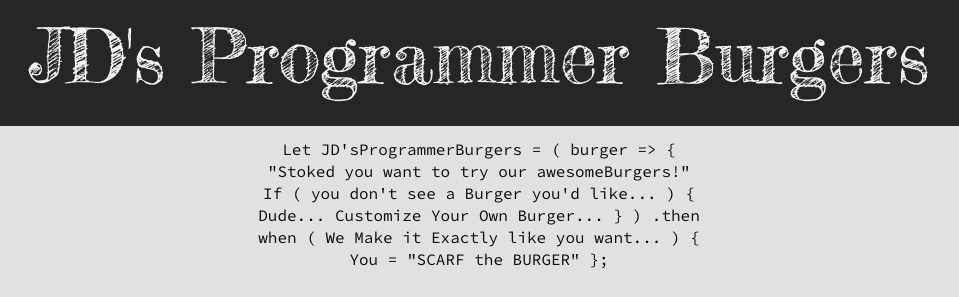 JD's Programmer Burgers
Let JD'sProgrammerBurgers = ( burger => {
"Stoked you want to try our awesomeBurgers!"
If ( you don't see a Burger you'd like... ) {
Dude... Customize Your Own Burger... } ) .then
when ( We Make it Exactly like you want... ) {
You = "SCARF the BURGER" };